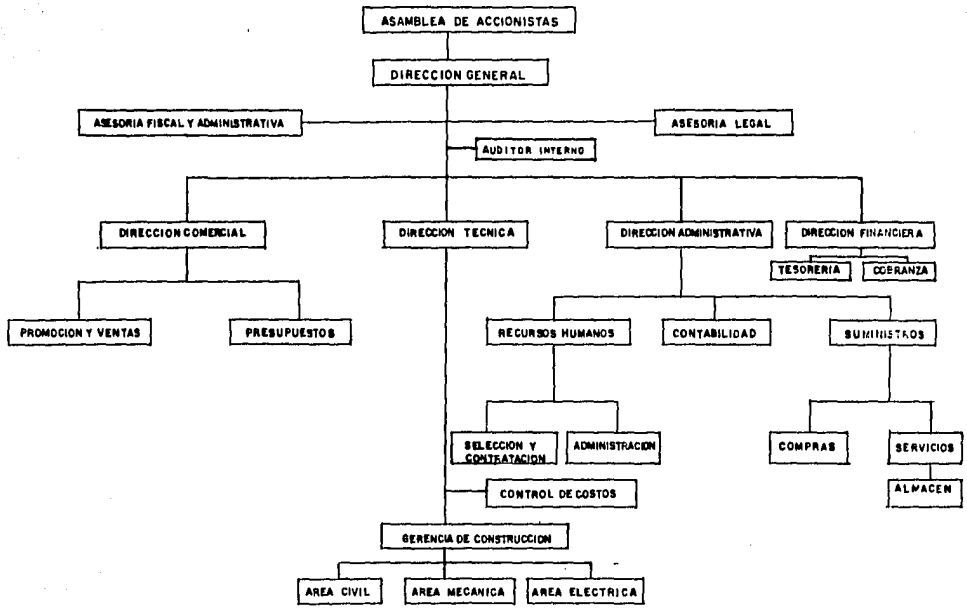 ASAMBLEA DE ACCIONISTAS
DIRECCION GENERAL
ASESORIA FISCAL Y ADMINISTRATIVA
ASESORIA LEGAL
AUDITOR INTERNO
DIRECCION COMERCIAL
DIRECCION TECNICA
DIRECCION ADMINISTRATIVA
DIRECCION FINANCIERA
TESORERIA
COBRANZA
PROMOCION Y VENTAS
PRESUPUESTOS
RECURSOS HUMANOS
CONTABILIDAD
SUMINISTROS
SELECCION Y
CONTRATACION
ADMINISTRACION
COMPRAS
SERVICIOS
ALMACEN
CONTROL DE COSTOS
GERENCIA DE CONSTRUCCION
AREA CIVIL
AREA MECANICA
AREA ELECTRICA